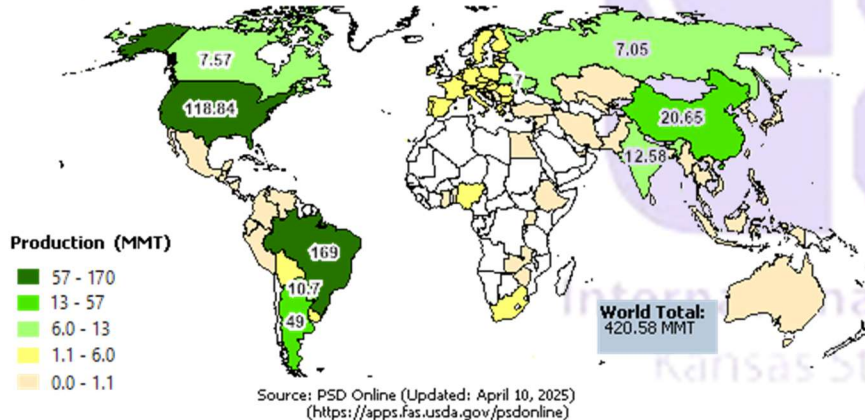 7.57
7.05
7
118.84
20.65
12.58
169
10.7
49
Production (MMT)
57 - 170
13 - 57
6.0 - 13
1.1 - 6.0
0.0 - 1.1
World Total:
420.58 MMT
Source: PSD Online (Updated: April 10, 2025)
(https://apps.fas.usda.gov/psdonline)